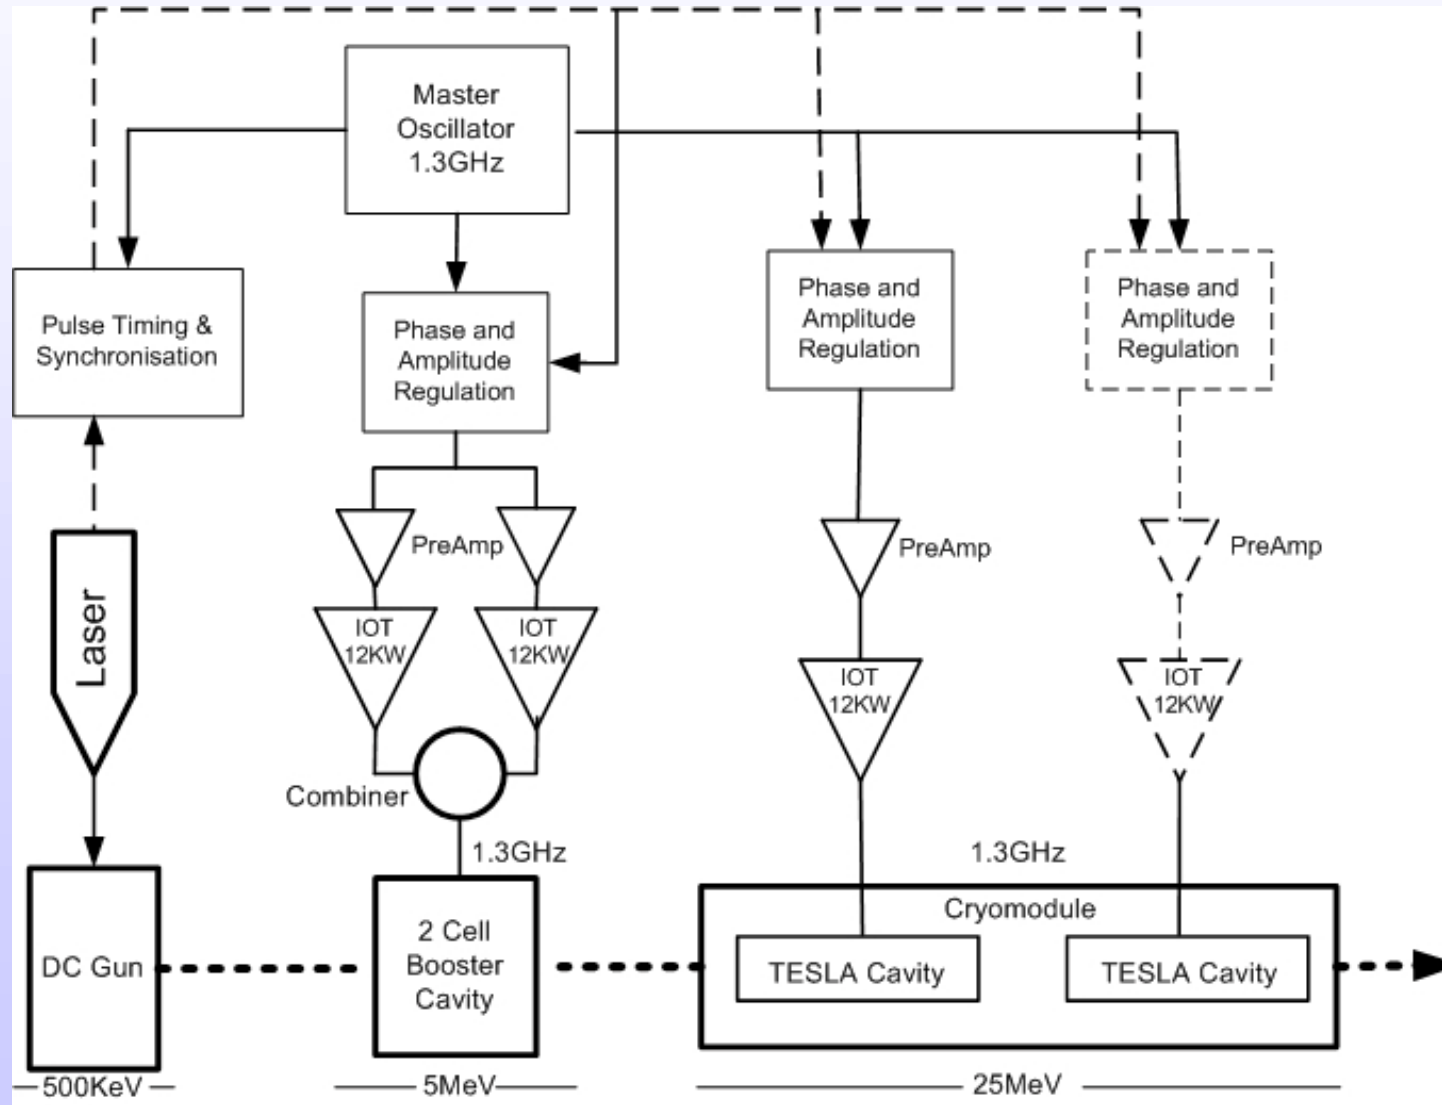 Master
Oscillator
1.3GHz
Pulse Timing &
Synchronisation
Phase and
Amplitude
Regulation
Phase and
Amplitude
Regulation
Phase and
Amplitude
Regulation
Laser
PreAmp
PreAmp
PreAmp
IOT
12KW
IOT
12KW
IOT
12KW
IOT
12KW
Combiner
1.3GHz
1.3GHz
DC Gun
2 Cell
Booster
Cavity
Cryomodule
TESLA Cavity
TESLA Cavity
500KeV
5MeV
25MeV